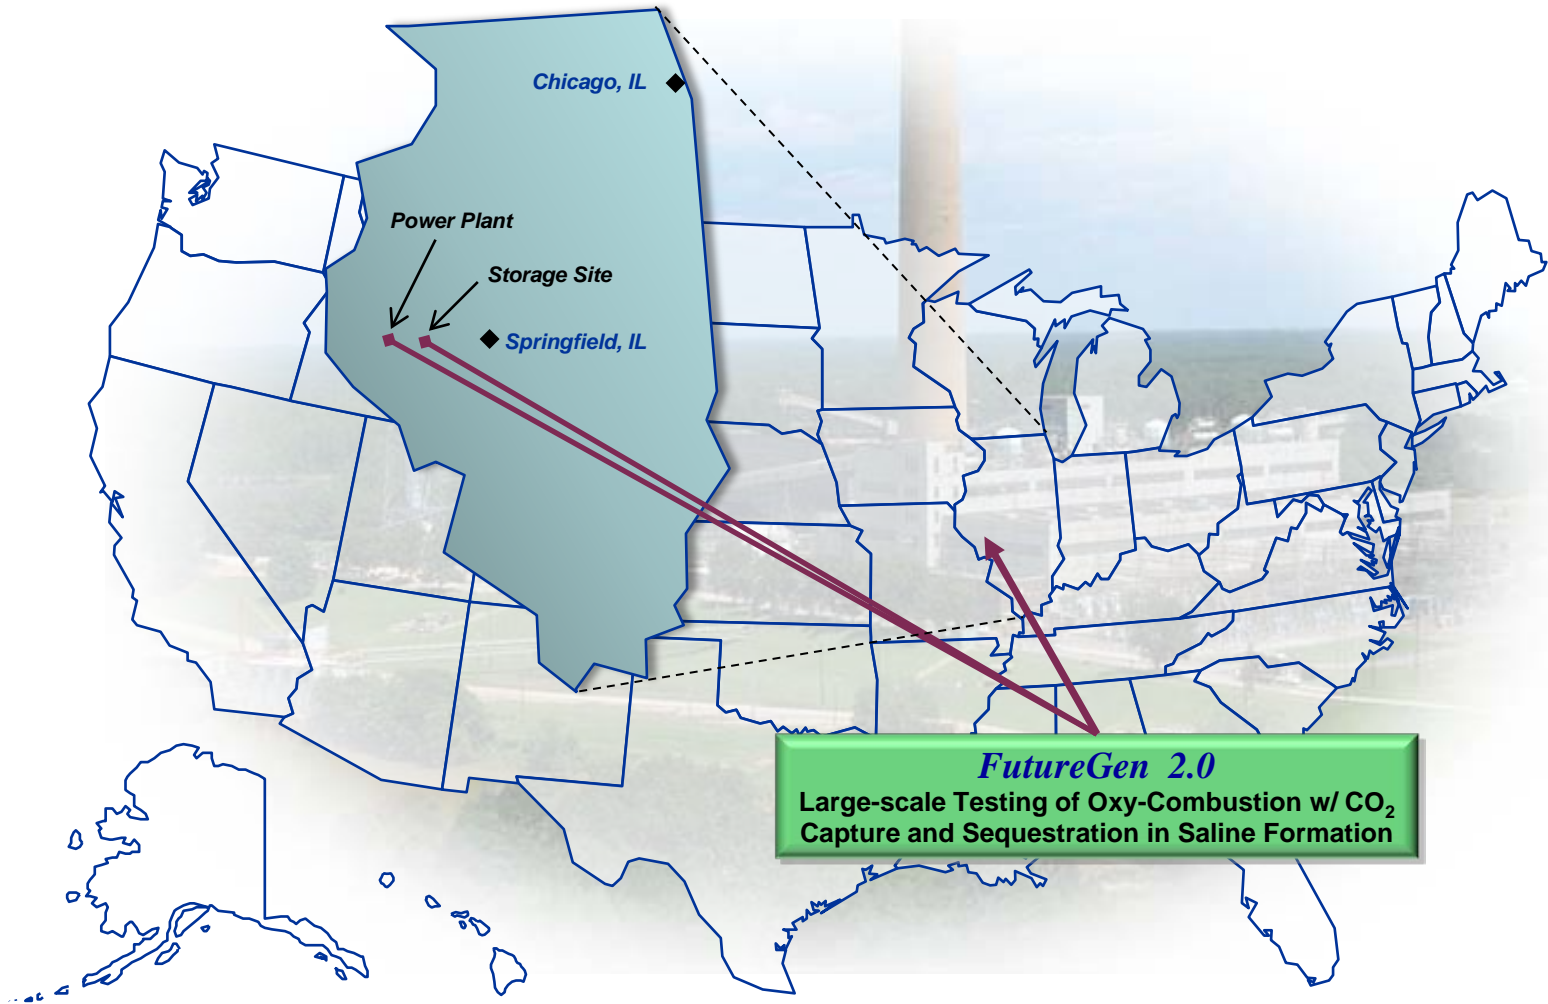 Chicago, IL
Power Plant
Storage Site
Springfield, IL
FutureGen 2.0
Large-scale Testing of Oxy-Combustion w/ CO₂
Capture and Sequestration in Saline Formation